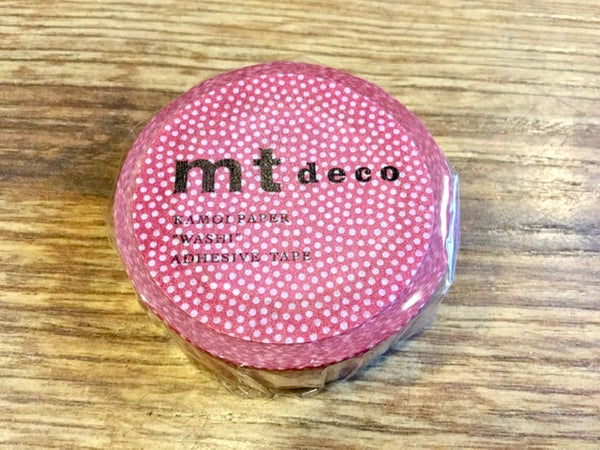 mt deco
KAMOI PAPER
"WASHI"
ADHESIVE TAPE